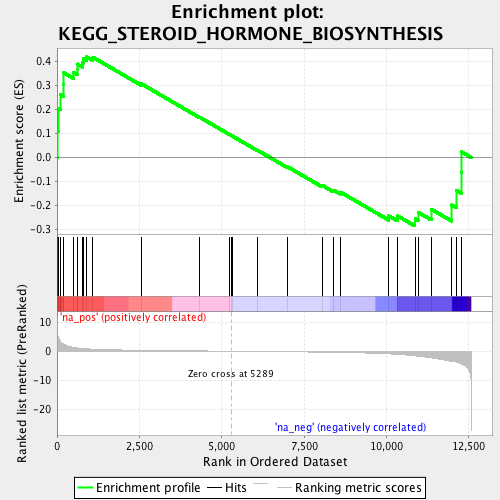 Enrichment plot:
KEGG_STEROID_HORMONE_BIOSYNTHESIS
Enrichment score (ES)
0.4
0.3
0.2
0.1
0.0
-0.1
-0.2
-0.3
'na_pos' (positively correlated)
Ranked list metric (PreRanked)
10
5
0
-5
-10
-15
-20
Zero cross at 5289
'na_neg' (negatively correlated)
0
2,500
5,000
7,500
10,000
12,500
Rank in Ordered Dataset
Enrichment profile
Hits
Ranking metric scores